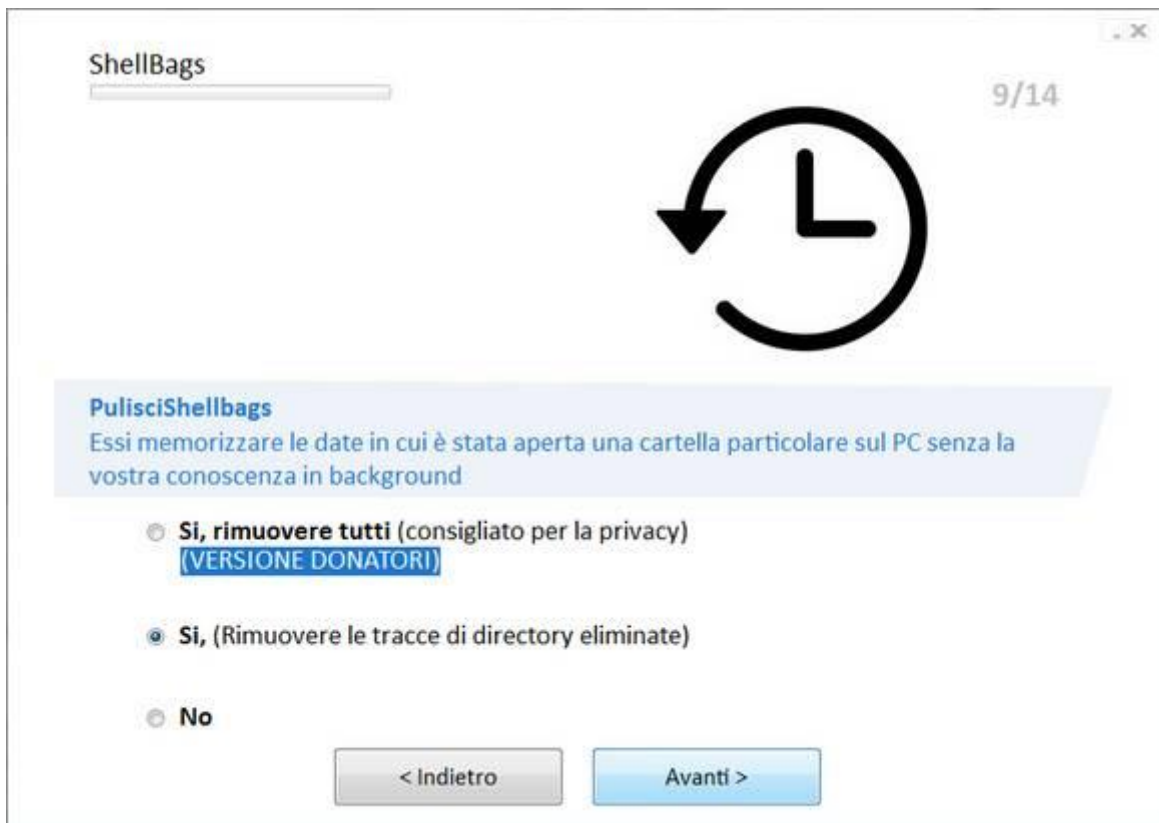 ShellBags
9/14
PulisciShellbags
Essi memorizzare le date in cui è stata aperta una cartella particolare sul PC senza la
vostra conoscenza in background
Si, rimuovere tutti (consigliato per la privacy)
(VERSIONE DONATORI)
Si, (Rimuovere le tracce di directory eliminate)
No
< Indietro
Avanti >